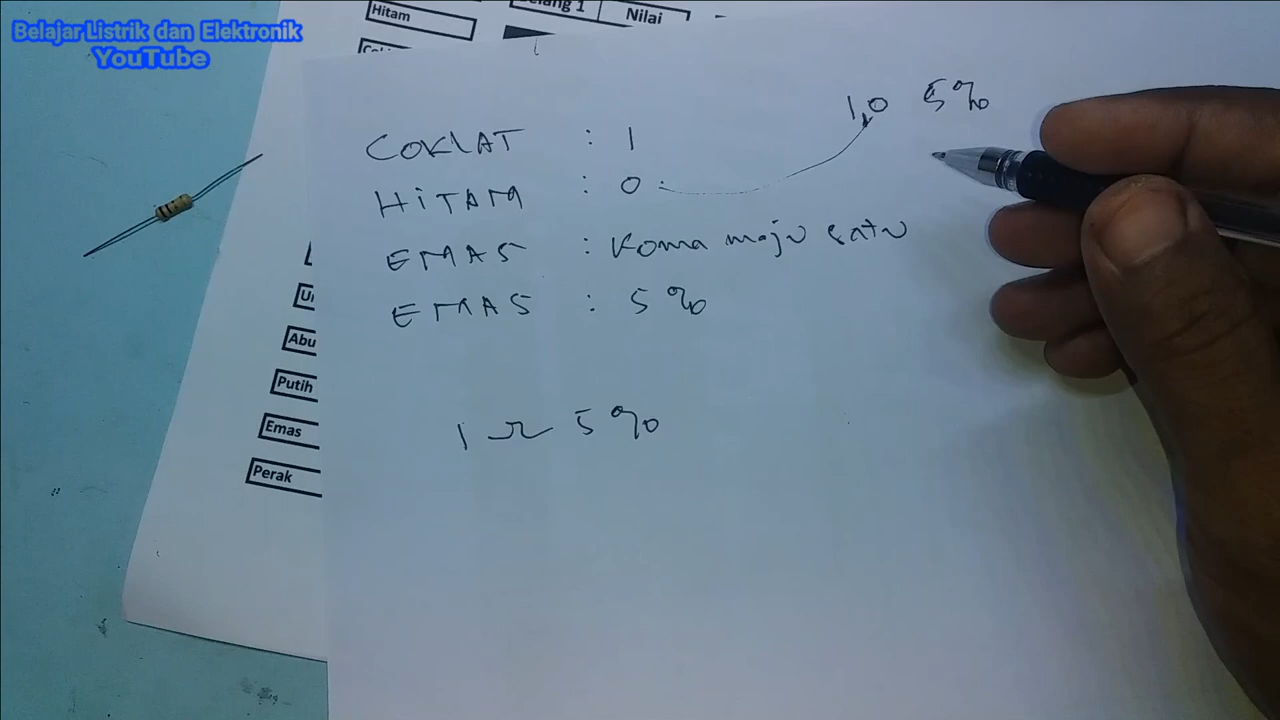 Belajar Listrik dan Elektronik
YouTube
Hitam
Nilai
1,0 5%
COKLAT : 1
HITAM : 0
EMAS : Koma maju satu
EMAS : 5%
Abu
Putih
Emas
Perak
1 Ω 5%